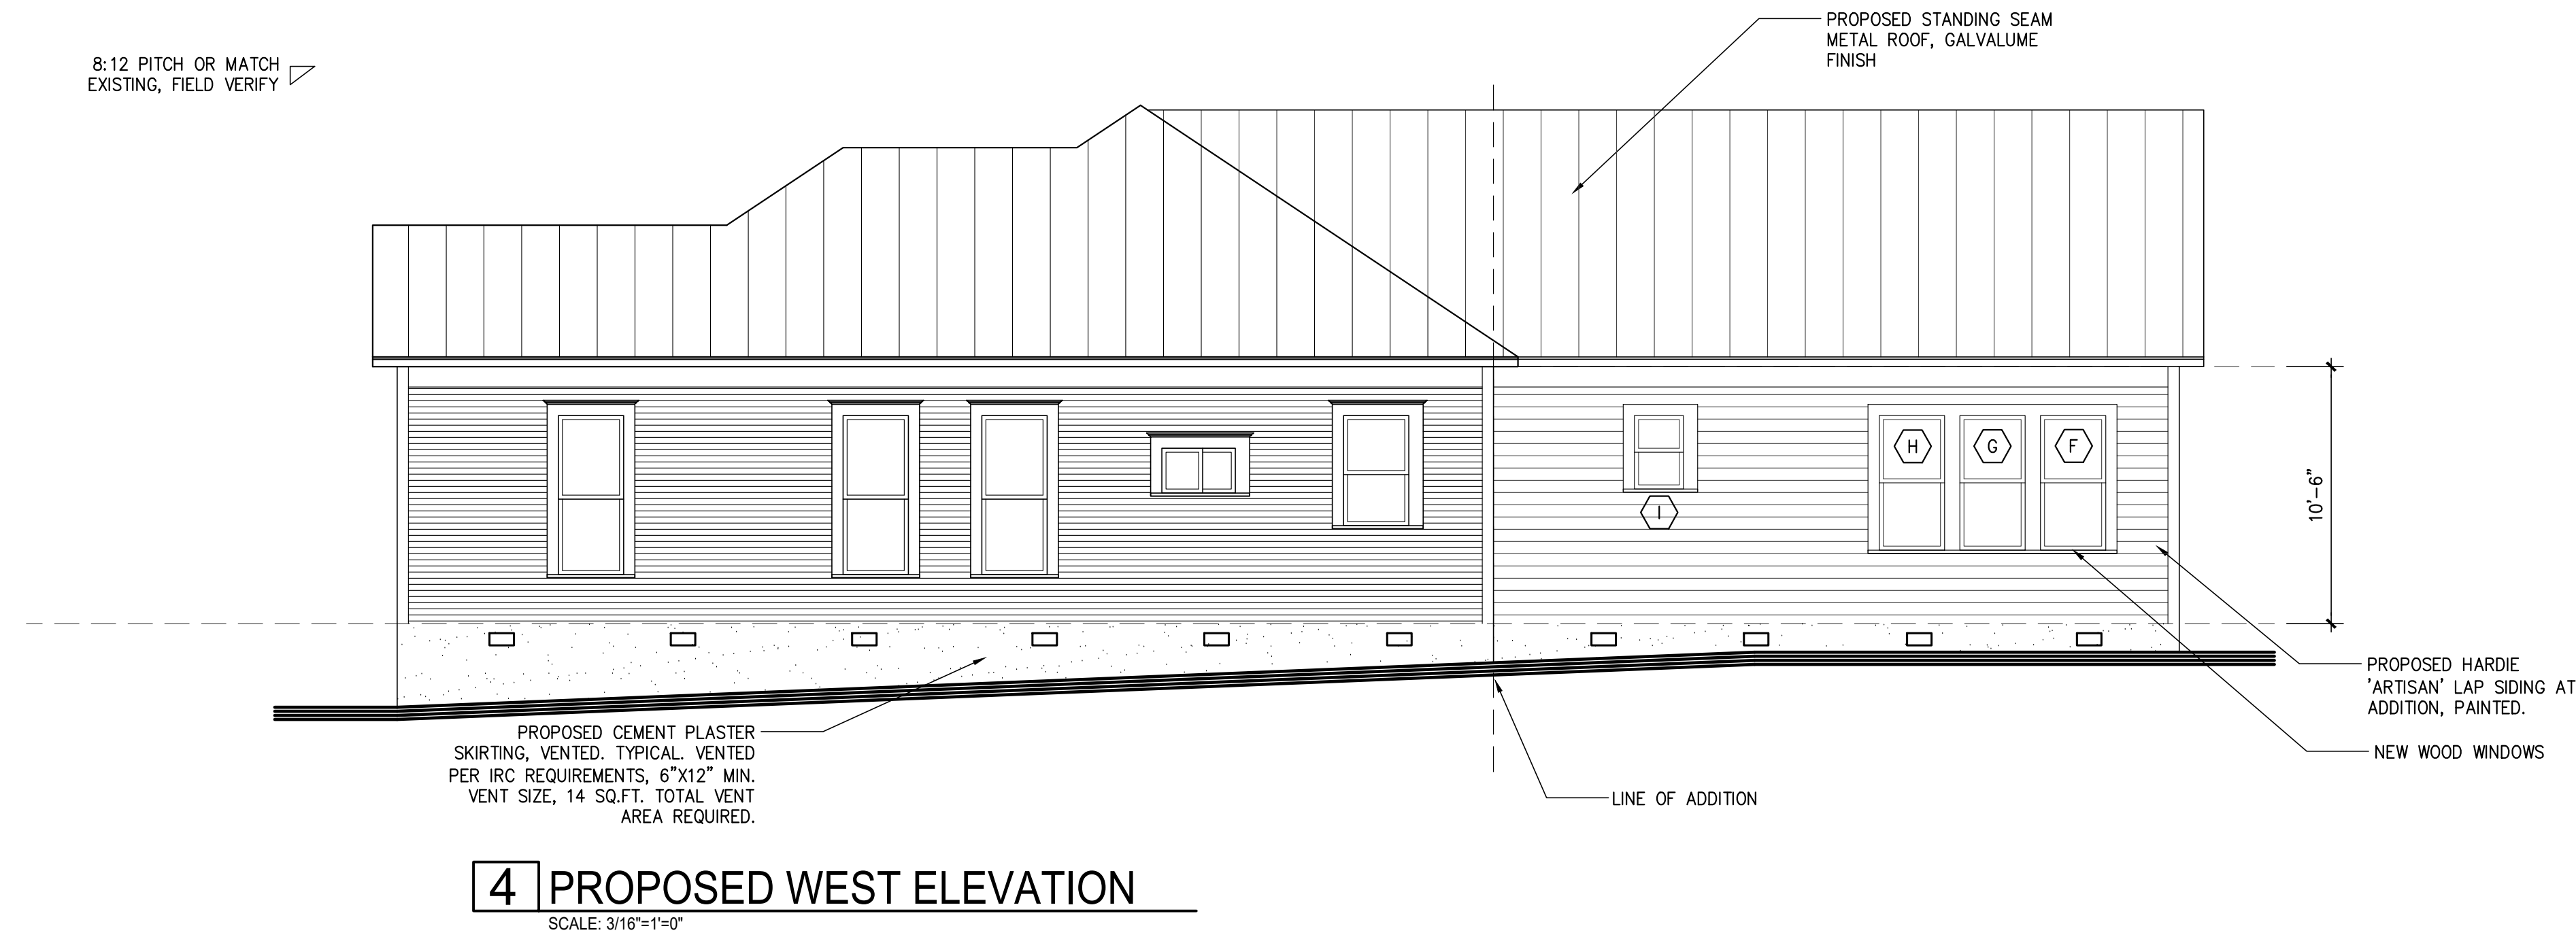 PROPOSED STANDING SEAM
METAL ROOF, GALVALUME
FINISH
8:12 PITCH OR MATCH
EXISTING, FIELD VERIFY
H
G
F
I
10'-6"
PROPOSED HARDIE
'ARTISAN' LAP SIDING AT
ADDITION, PAINTED.
NEW WOOD WINDOWS
PROPOSED CEMENT PLASTER
SKIRTING, VENTED. TYPICAL. VENTED
PER IRC REQUIREMENTS, 6"X12" MIN.
VENT SIZE, 14 SQ.FT. TOTAL VENT
AREA REQUIRED.
LINE OF ADDITION
4 PROPOSED WEST ELEVATION
SCALE: 3/16"=1'=0"